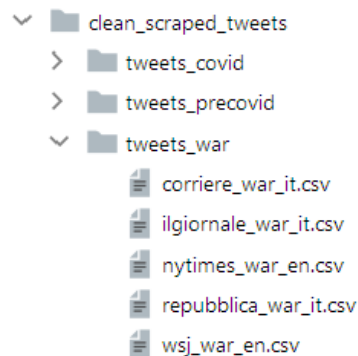 clean_scraped_tweets
tweets_covid
tweets_precovid
tweets_war
corriere_war_it.csv
ilgiornale_war_it.csv
nytimes_war_en.csv
repubblica_war_it.csv
wsj_war_en.csv